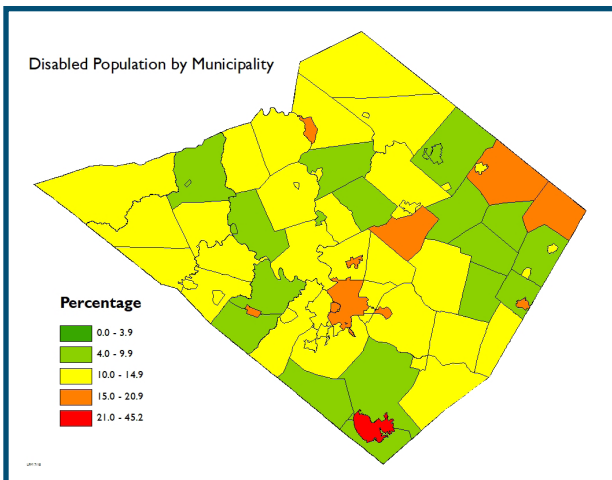 Disabled Population by Municipality
Percentage
0.0 - 3.9
4.0 - 9.9
10.0 - 14.9
15.0 - 20.9
21.0 - 45.2